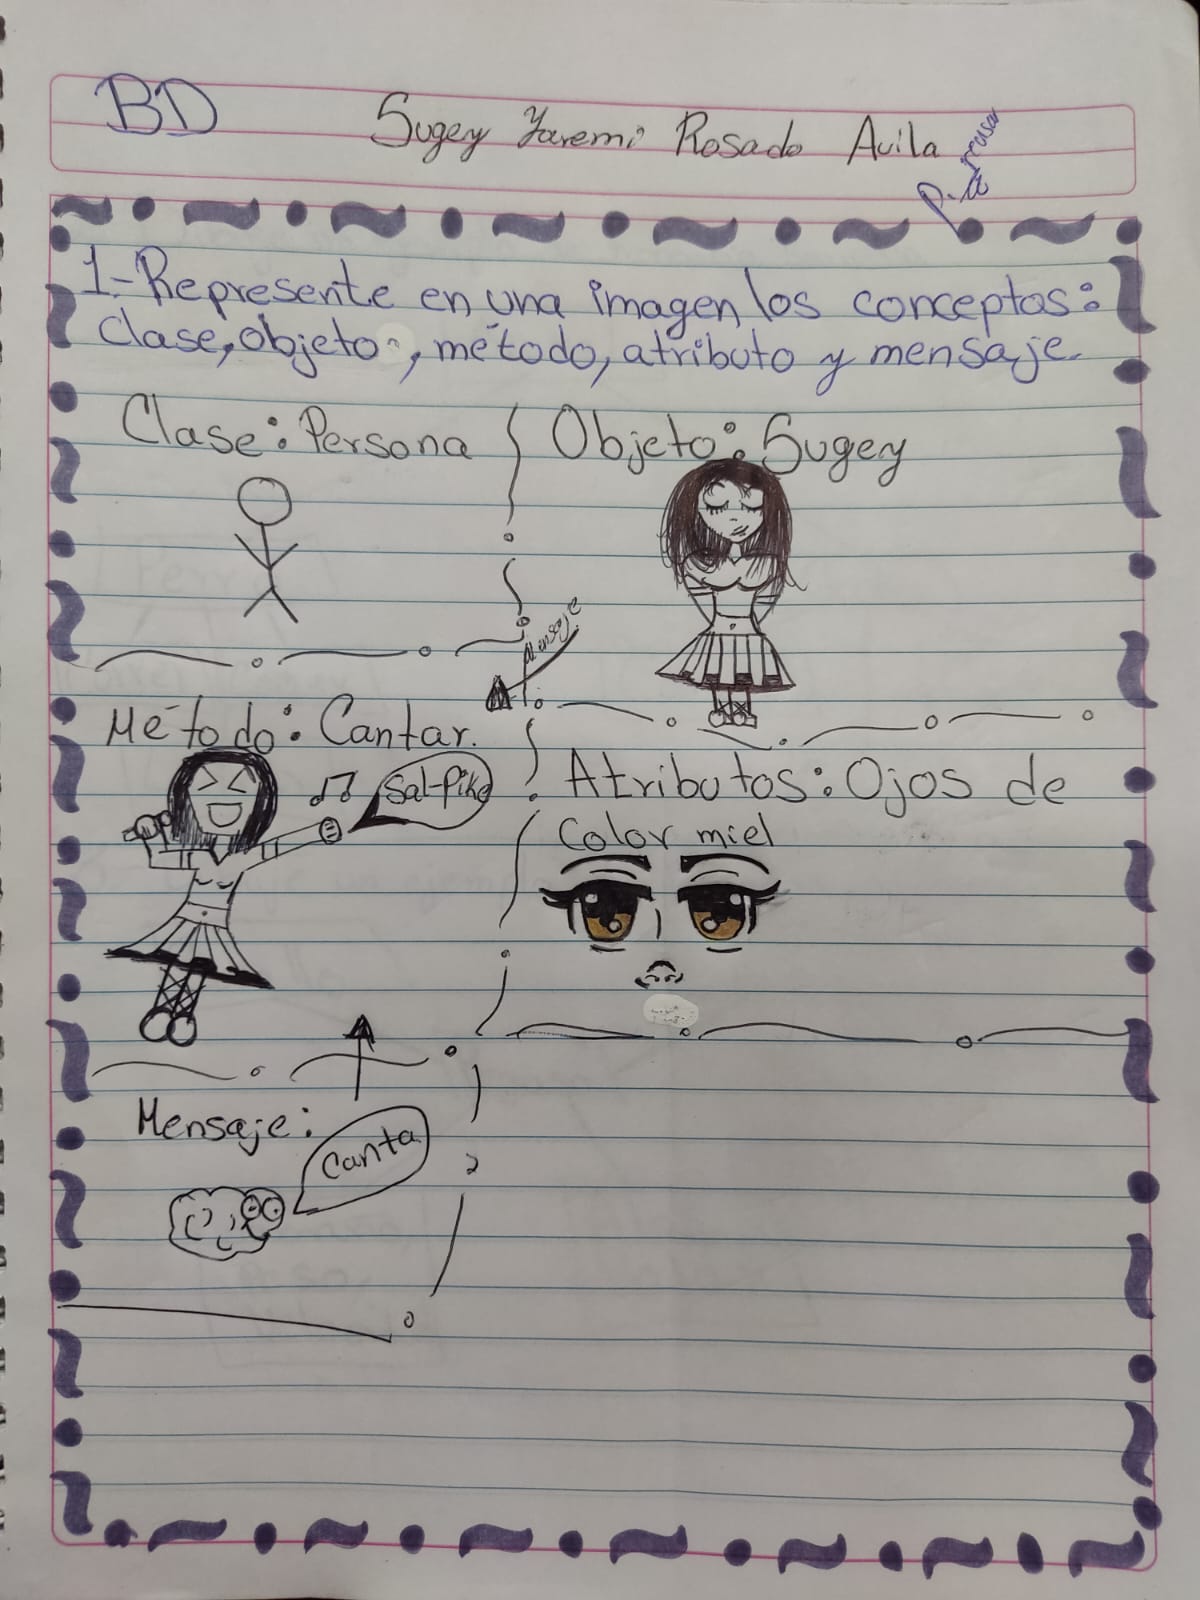 BD
Sugey Yaremi Rosado Avila
1-Represente en una imagen los conceptos:
Clase, objeto, método, atributo y mensaje.
Clase: Persona
Objeto: Sugey
Mensaje
Método: Cantar.
Sal-Pike
Atributos: Ojos de
Color miel
Mensaje:
Canta